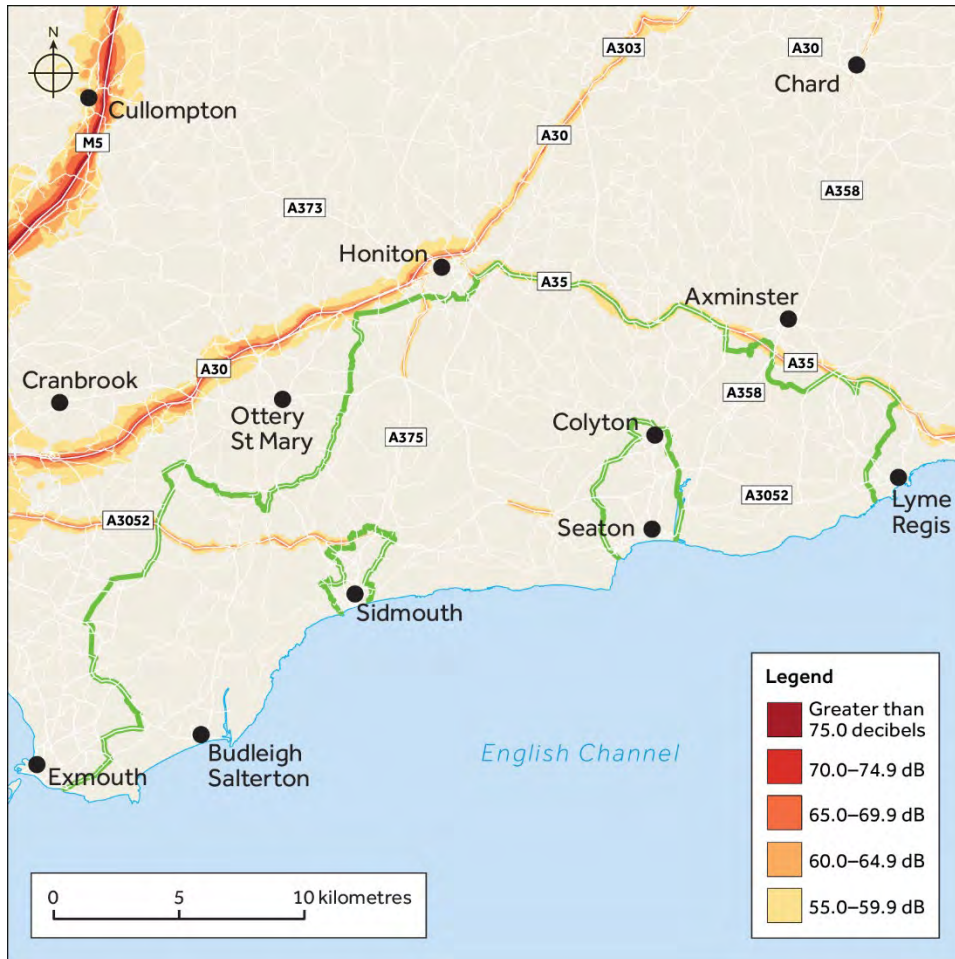 N
A303
A30
Chard
Cullompton
M5
A30
A358
A373
Honiton
A35
Axminster
A30
A35
Cranbrook
A358
Ottery
St Mary
Colyton
A375
A3052
A3052
Lyme
Regis
Seaton
Sidmouth
Budleigh
Salterton
Exmouth
English Channel
Legend
Greater than
75.0 decibels
70.0–74.9 dB
65.0–69.9 dB
60.0–64.9 dB
55.0–59.9 dB
0 5 10 kilometres